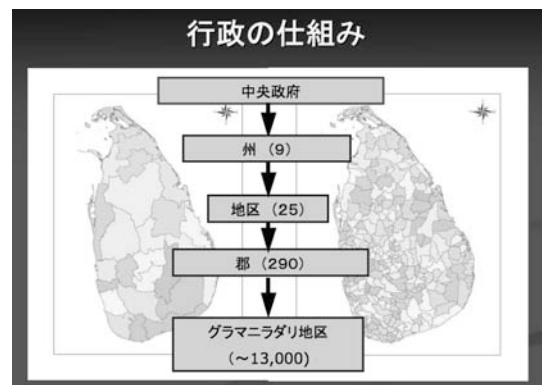 行政の仕組み
中央政府
州（9）
地区（25）
郡（290）
グラマニラダリ地区
（～13,000）